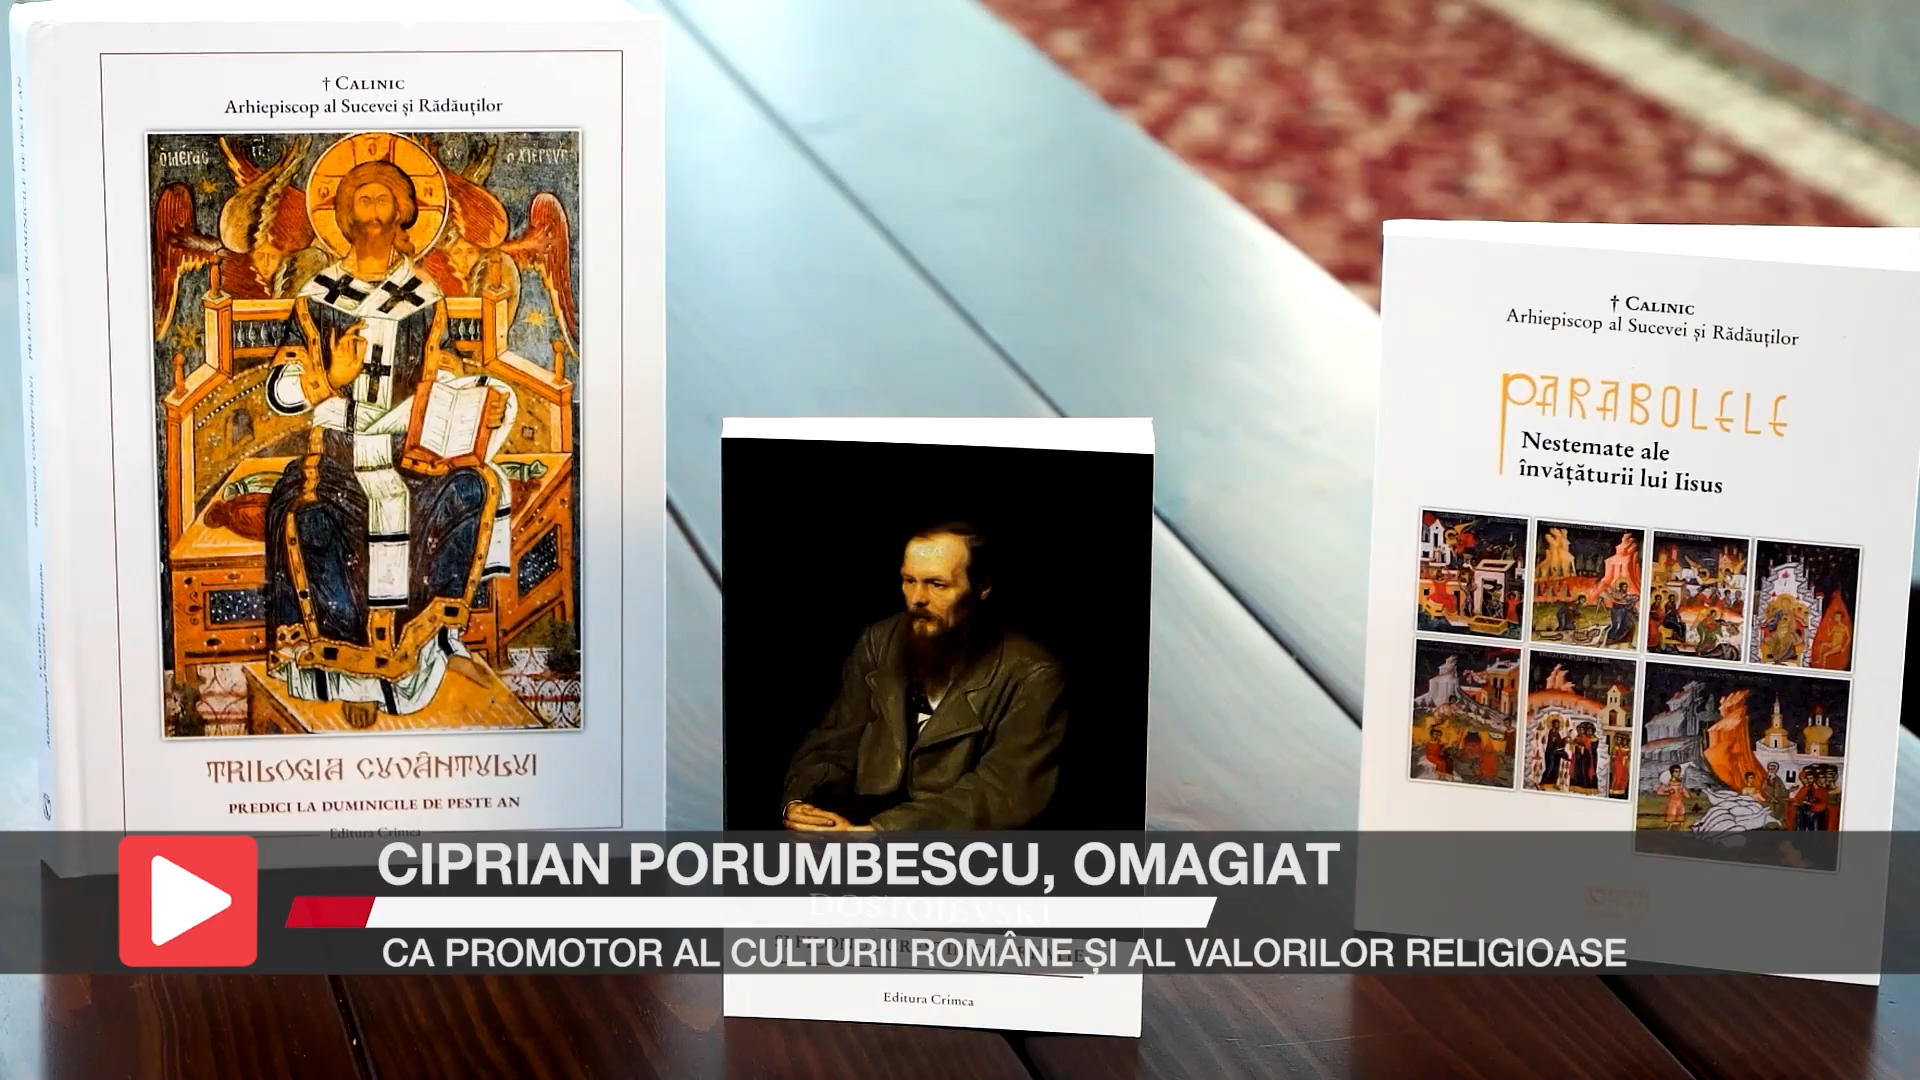 † CALINIC
Arhiepiscop al Sucevei și Rădăuților
TRILOGIA CUVÂNTULUI
PREDICI LA DUMINICILE DE PESTE AN
Editura Crimca
† CALINIC
Arhiepiscop al Sucevei și Rădăuților
PARABOLELE
Nestemate ale
învățăturii lui Iisus
CIPRIAN PORUMBESCU, OMAGIAT
DOSTOIEVSKI
CA PROMOTOR AL CULTURII ROMÂNE ȘI AL VALORILOR RELIGIOASE
Editura Crimca